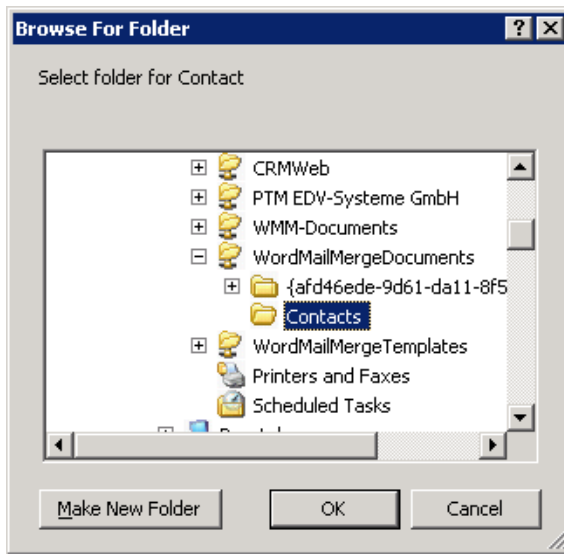 Browse For Folder
Select folder for Contact
CRMWeb
PTM EDV-Systeme GmbH
WMM-Documents
WordMailMergeDocuments
{afd46ede-9d61-da11-8f5
Contacts
WordMailMergeTemplates
Printers and Faxes
Scheduled Tasks
Make New Folder OK Cancel